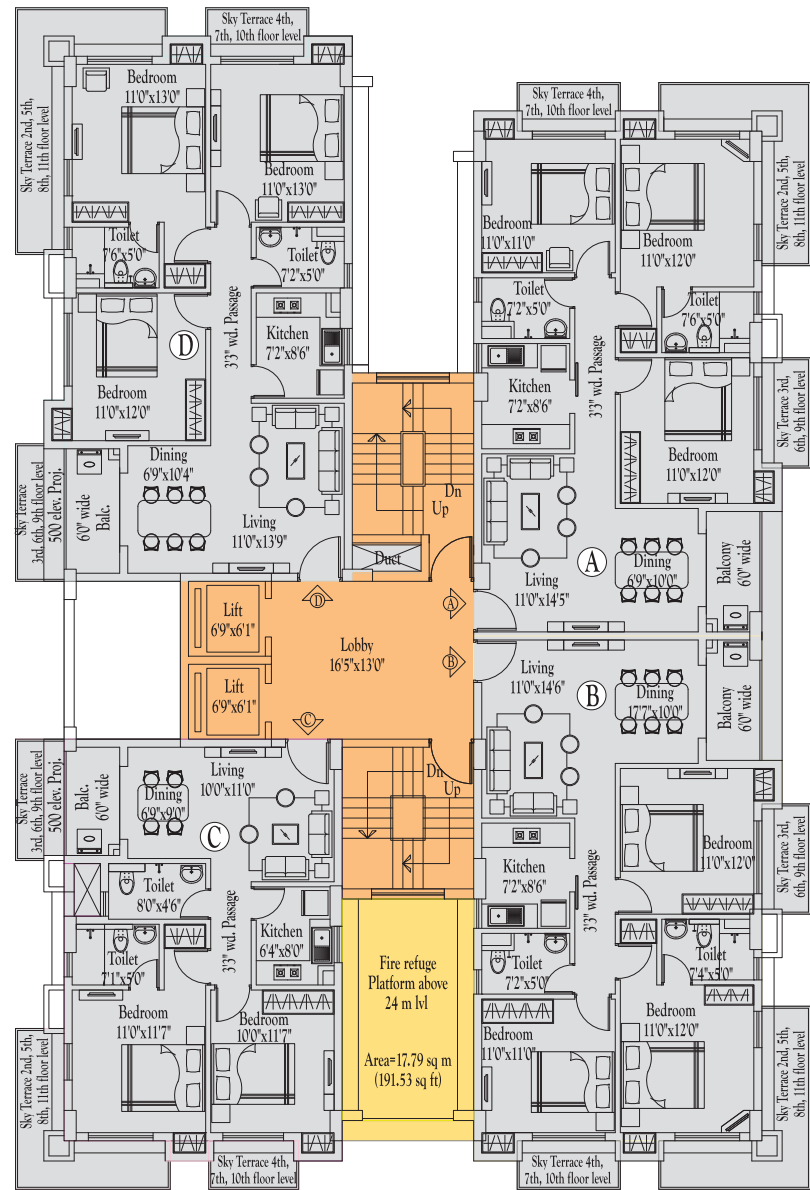 Sky Terrace 4th,
7th, 10th floor level
Sky Terrace 2nd, 5th,
8th, 11th floor level
Bedroom
11'0"x13'0"
Bedroom
11'0"x13'0"
Toilet
7'6"x5'0"
Toilet
7'2"x5'0"
3'3" wd. Passage
Kitchen
7'2"x8'6"
D
Bedroom
11'0"x12'0"
Sky Terrace
3rd, 6th, 9th floor level
500 elev. Proj.
6'0" wide
Balc.
Dining
6'9"x10'4"
Living
11'0"x13'9"
Sky Terrace 4th,
7th, 10th floor level
Sky Terrace 2nd, 5th,
8th, 11th floor level
Bedroom
11'0"x11'0"
Bedroom
11'0"x12'0"
Toilet
7'2"x5'0"
Toilet
7'6"x5'0"
3'3" wd. Passage
Kitchen
7'2"x8'6"
Bedroom
11'0"x12'0"
Sky Terrace 3rd,
6th, 9th floor level
A
Living
11'0"x14'5"
Dining
6'9"x10'0"
Balcony
6'0" wide
Dn
Up
Duct
Lift
6'9"x6'1"
Lift
6'9"x6'1"
Lobby
16'5"x13'0"
D
A
B
C
Dn
Up
Living
11'0"x14'6"
B
Dining
17'7"x10'0"
Balcony
6'0" wide
Bedroom
11'0"x12'0"
Sky Terrace 3rd,
6th, 9th floor level
Kitchen
7'2"x8'6"
3'3" wd. Passage
Toilet
7'2"x5'0"
Toilet
7'4"x5'0"
Bedroom
11'0"x11'0"
Bedroom
11'0"x12'0"
Sky Terrace 2nd, 5th,
8th, 11th floor level
Sky Terrace 4th,
7th, 10th floor level
Sky Terrace
3rd, 6th, 9th floor level
500 elev. Proj.
Balc.
6'0" wide
Living
10'0"x11'0"
Dining
6'9"x9'0"
C
Toilet
8'0"x4'6"
3'3" wd. Passage
Kitchen
6'4"x8'0"
Toilet
7'1"x5'0"
Bedroom
11'0"x11'7"
Bedroom
10'0"x11'7"
Sky Terrace 2nd, 5th,
8th, 11th floor level
Sky Terrace 4th,
7th, 10th floor level
Fire refuge
Platform above
24 m lvl
Area=17.79 sq m
(191.53 sq ft)